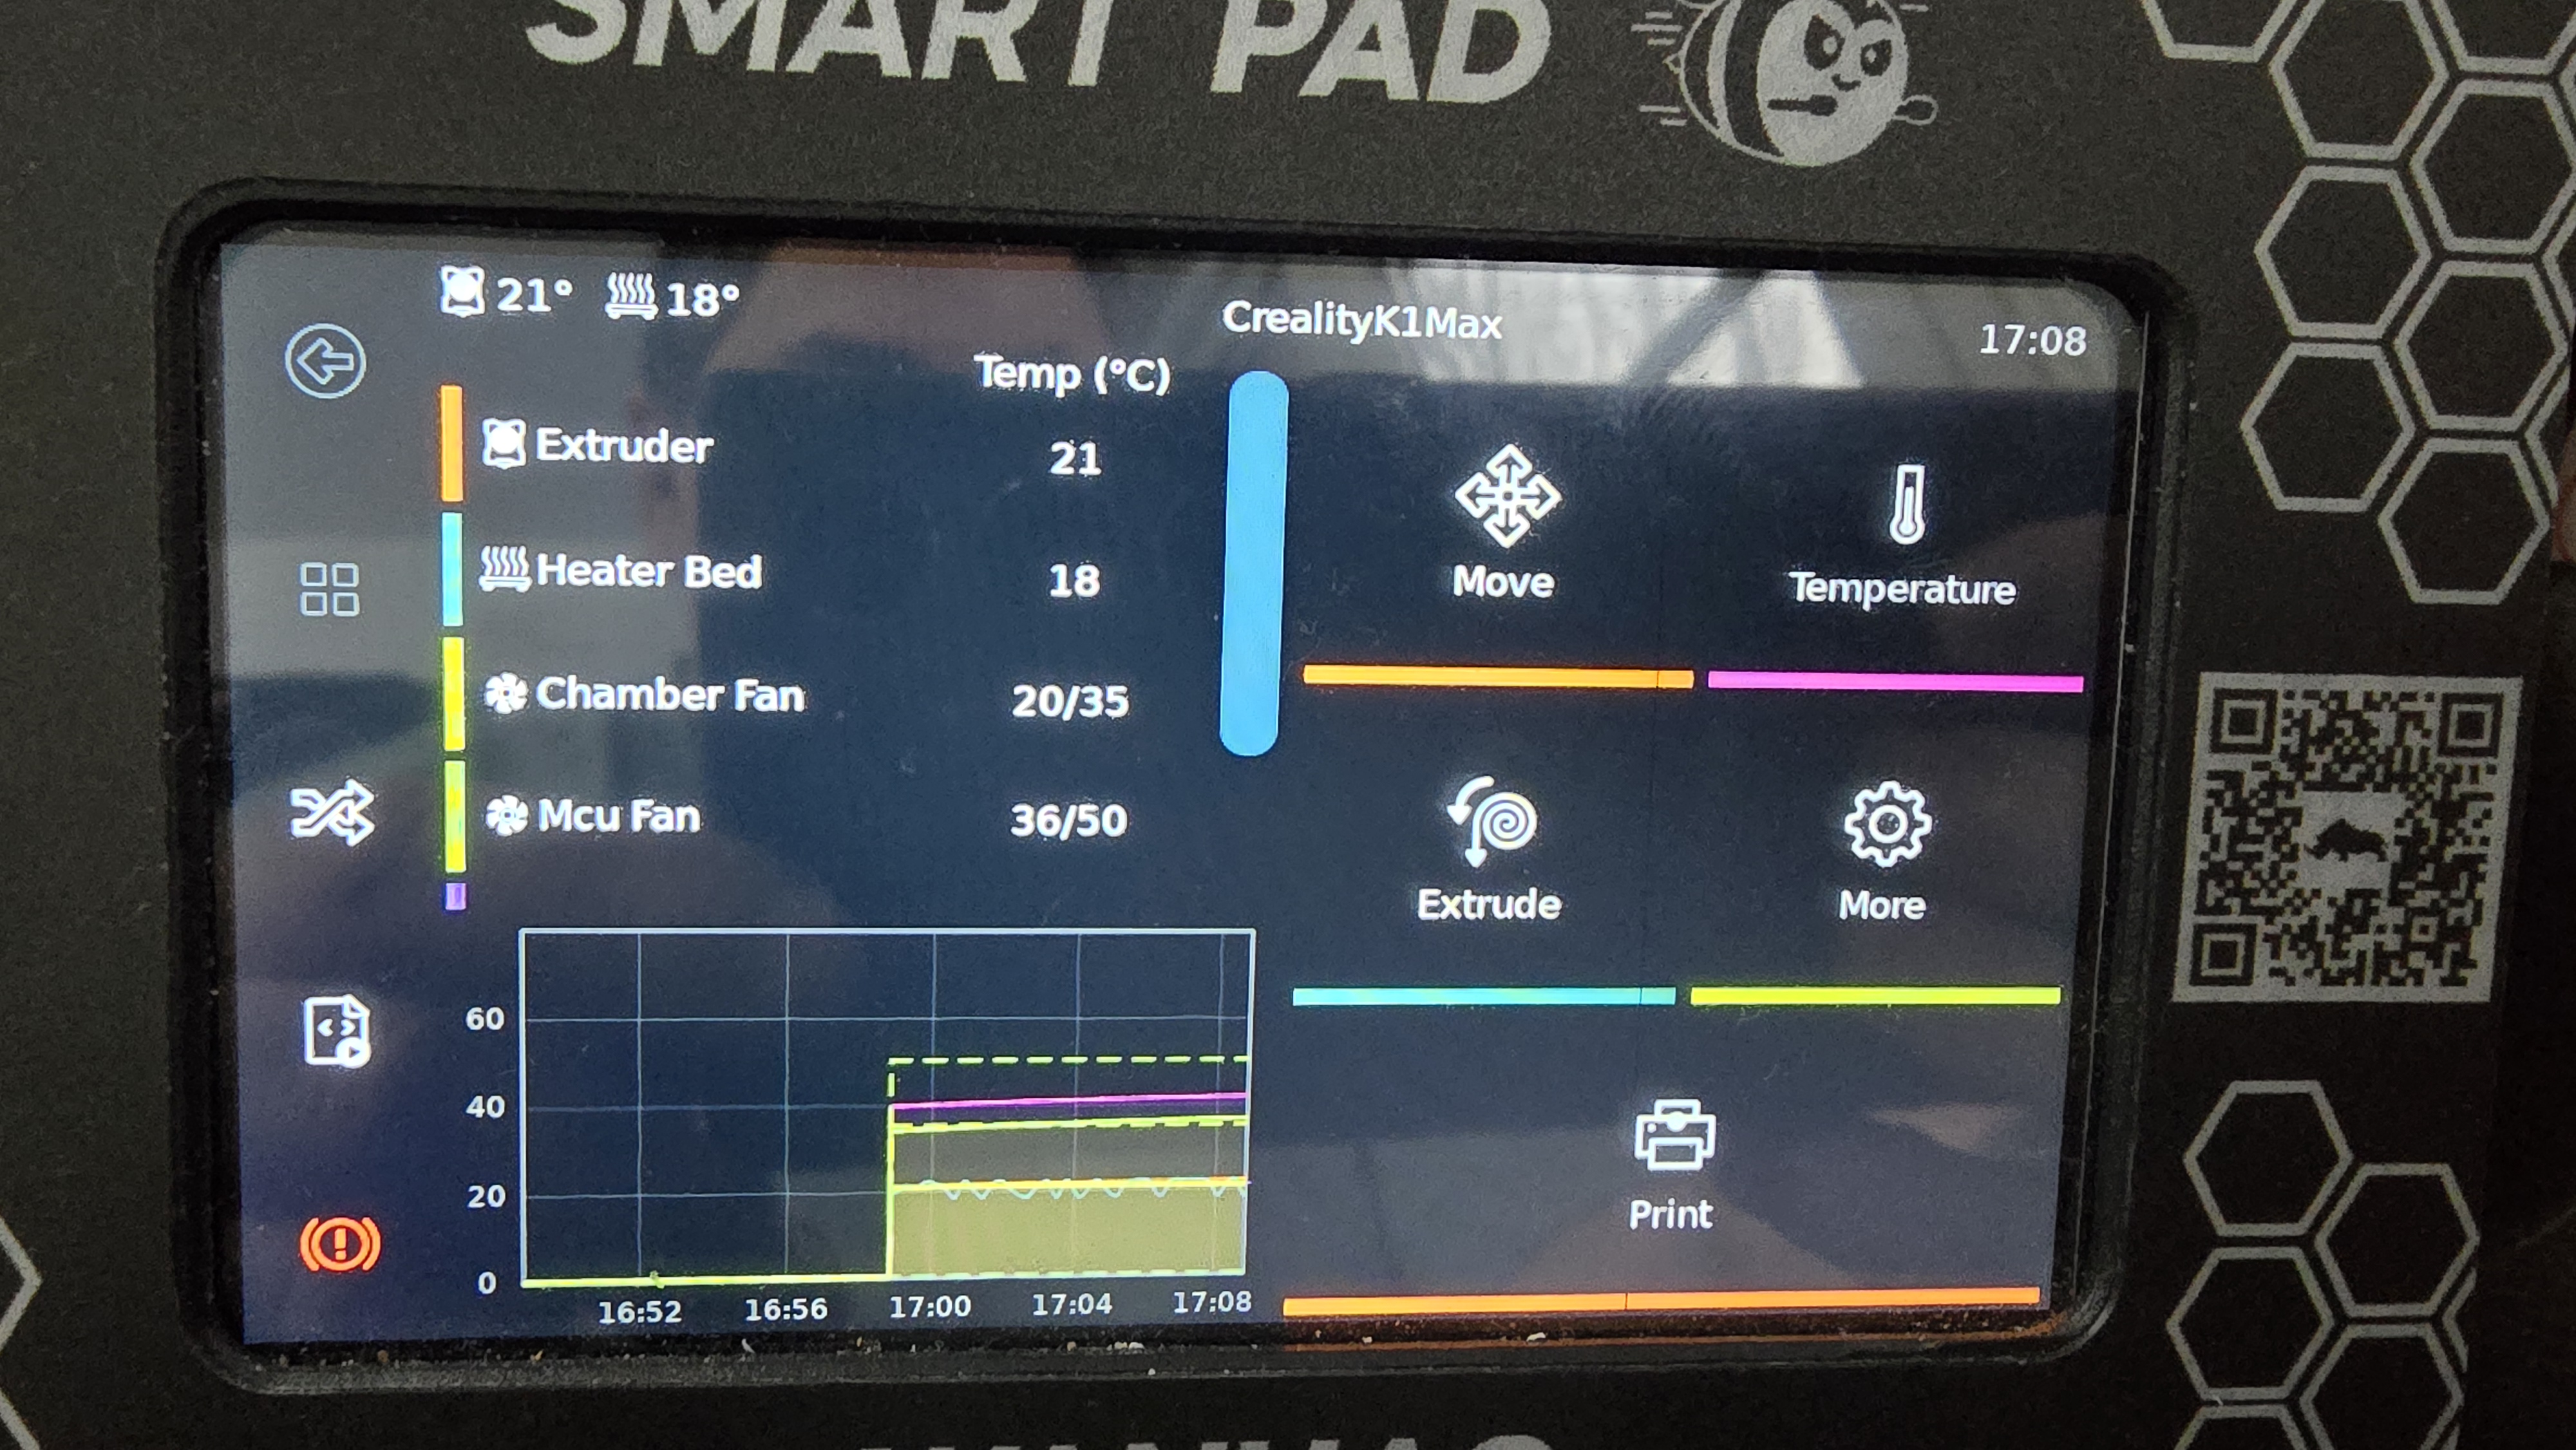 SMART PAD
21° 18°
CrealityK1Max
17:08
Temp (°C)
Extruder 21
Heater Bed 18
Chamber Fan 20/35
Mcu Fan 36/50
Move
Temperature
Extrude
More
Print
60
40
20
0
16:52 16:56 17:00 17:04 17:08